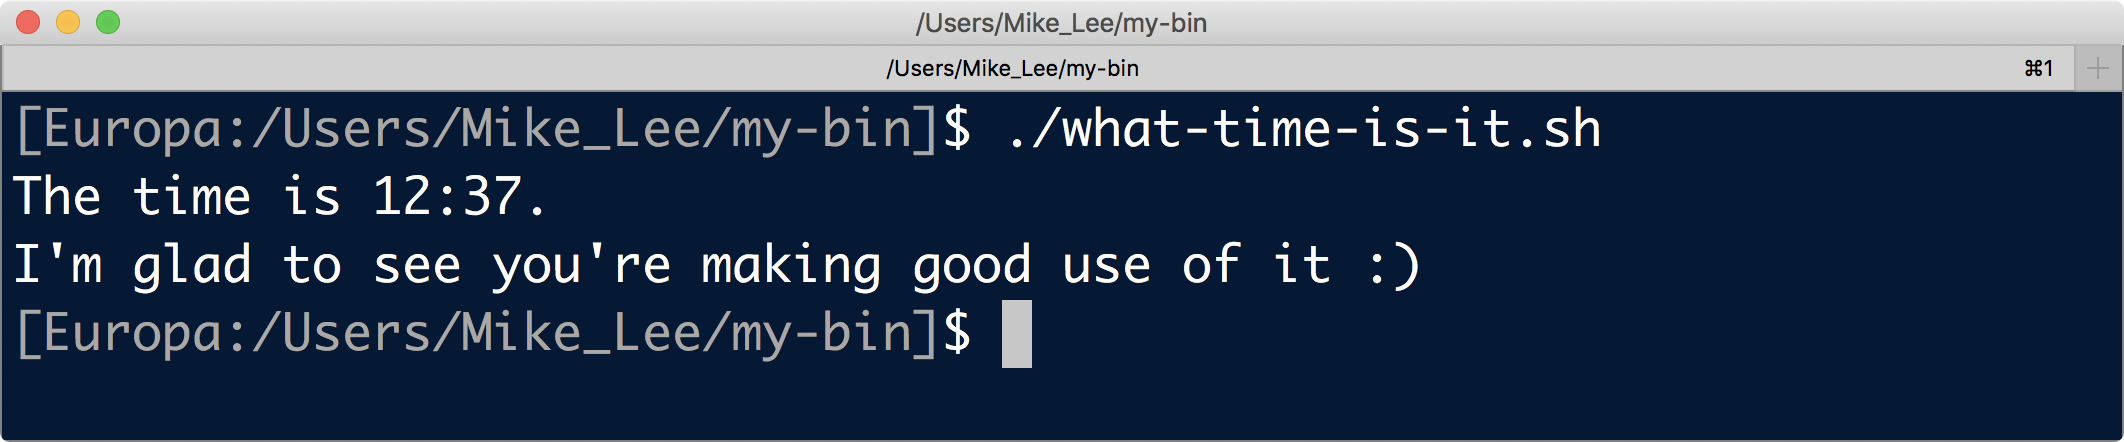 /Users/Mike_Lee/my-bin
/Users/Mike_Lee/my-bin ⌘1 +
[Europa:/Users/Mike_Lee/my-bin]$ ./what-time-is-it.sh
The time is 12:37.
I'm glad to see you're making good use of it :)
[Europa:/Users/Mike_Lee/my-bin]$